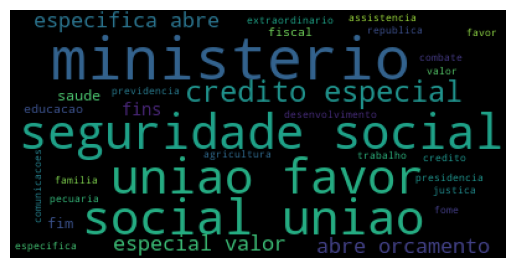 especifica abre
extraordinario
assistencia
fiscal
republica
favor
ministerio
combate
valor
saude
previdencia
credito especial
educacao
fins
desenvolvimento
seguridade social
comunicacoes
agricultura
trabalho
credito
familia
uniao favor
presidencia
pecuaria
justica
social uniao
fome
fim
especifica
especial valor
abre orcamento